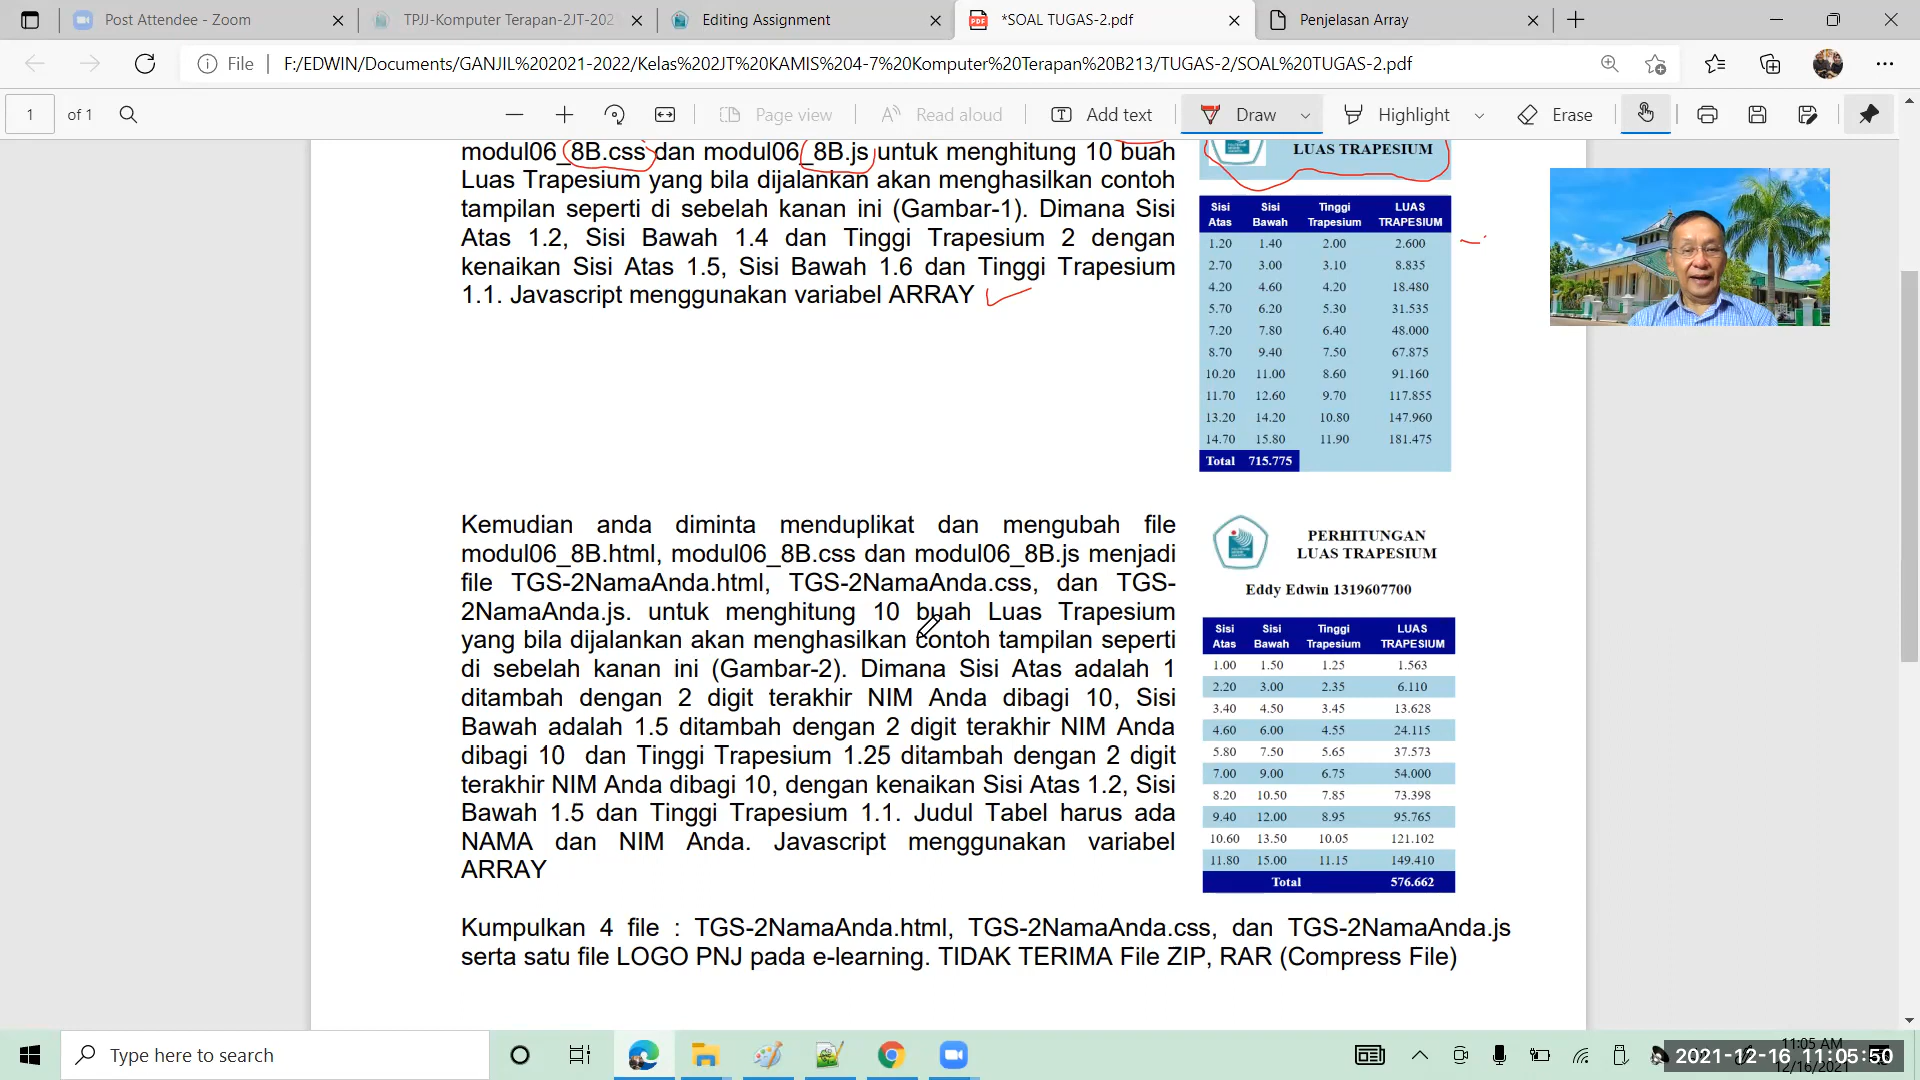 Post Attendee - Zoom
TPJJ-Komputer Terapan-2JT-202
Editing Assignment
*SOAL TUGAS-2.pdf
Penjelasan Array
File
F:/EDWIN/Documents/GANJIL%202021-2022/Kelas%202JT%20KAMIS%204-7%20Komputer%20Terapan%20B213/TUGAS-2/SOAL%20TUGAS-2.pdf
1 of 1
Page view
Read aloud
Add text
Draw
Highlight
Erase
modul06_8B.css dan modul06_8B.js untuk menghitung 10 buah
Luas Trapesium yang bila dijalankan akan menghasilkan contoh
tampilan seperti di sebelah kanan ini (Gambar-1). Dimana Sisi
Atas 1.2, Sisi Bawah 1.4 dan Tinggi Trapesium 2 dengan
kenaikan Sisi Atas 1.5, Sisi Bawah 1.6 dan Tinggi Trapesium
1.1. Javascript menggunakan variabel ARRAY
LUAS TRAPESIUM
Sisi Sisi Tinggi LUAS
Atas Bawah Trapesium TRAPESIUM
1.20 1.40 2.00 2.600
2.70 3.00 3.10 8.835
4.20 4.60 4.20 18.480
5.70 6.20 5.30 31.535
7.20 7.80 6.40 48.000
8.70 9.40 7.50 67.875
10.20 11.00 8.60 91.160
11.70 12.60 9.70 117.855
13.20 14.20 10.80 147.960
14.70 15.80 11.90 181.475
Total 715.775
Kemudian anda diminta menduplikat dan mengubah file
modul06_8B.html, modul06_8B.css dan modul06_8B.js menjadi
file TGS-2NamaAnda.html, TGS-2NamaAnda.css, dan TGS-
2NamaAnda.js. untuk menghitung 10 buah Luas Trapesium
yang bila dijalankan akan menghasilkan contoh tampilan seperti
di sebelah kanan ini (Gambar-2). Dimana Sisi Atas adalah 1
ditambah dengan 2 digit terakhir NIM Anda dibagi 10, Sisi
Bawah adalah 1.5 ditambah dengan 2 digit terakhir NIM Anda
dibagi 10 dan Tinggi Trapesium 1.25 ditambah dengan 2 digit
terakhir NIM Anda dibagi 10, dengan kenaikan Sisi Atas 1.2, Sisi
Bawah 1.5 dan Tinggi Trapesium 1.1. Judul Tabel harus ada
NAMA dan NIM Anda. Javascript menggunakan variabel
ARRAY
PERHITUNGAN
LUAS TRAPESIUM
Eddy Edwin 1319607700
Sisi Sisi Tinggi LUAS
Atas Bawah Trapesium TRAPESIUM
1.00 1.50 1.25 1.563
2.20 3.00 2.35 6.110
3.40 4.50 3.45 13.628
4.60 6.00 4.55 24.115
5.80 7.50 5.65 37.573
7.00 9.00 6.75 54.000
8.20 10.50 7.85 73.398
9.40 12.00 8.95 95.765
10.60 13.50 10.05 121.102
11.80 15.00 11.15 149.410
Total 576.662
Kumpulkan 4 file : TGS-2NamaAnda.html, TGS-2NamaAnda.css, dan TGS-2NamaAnda.js
serta satu file LOGO PNJ pada e-learning. TIDAK TERIMA File ZIP, RAR (Compress File)
Type here to search
11:05 AM
2021-12-16 11:05:50
12/16/2021